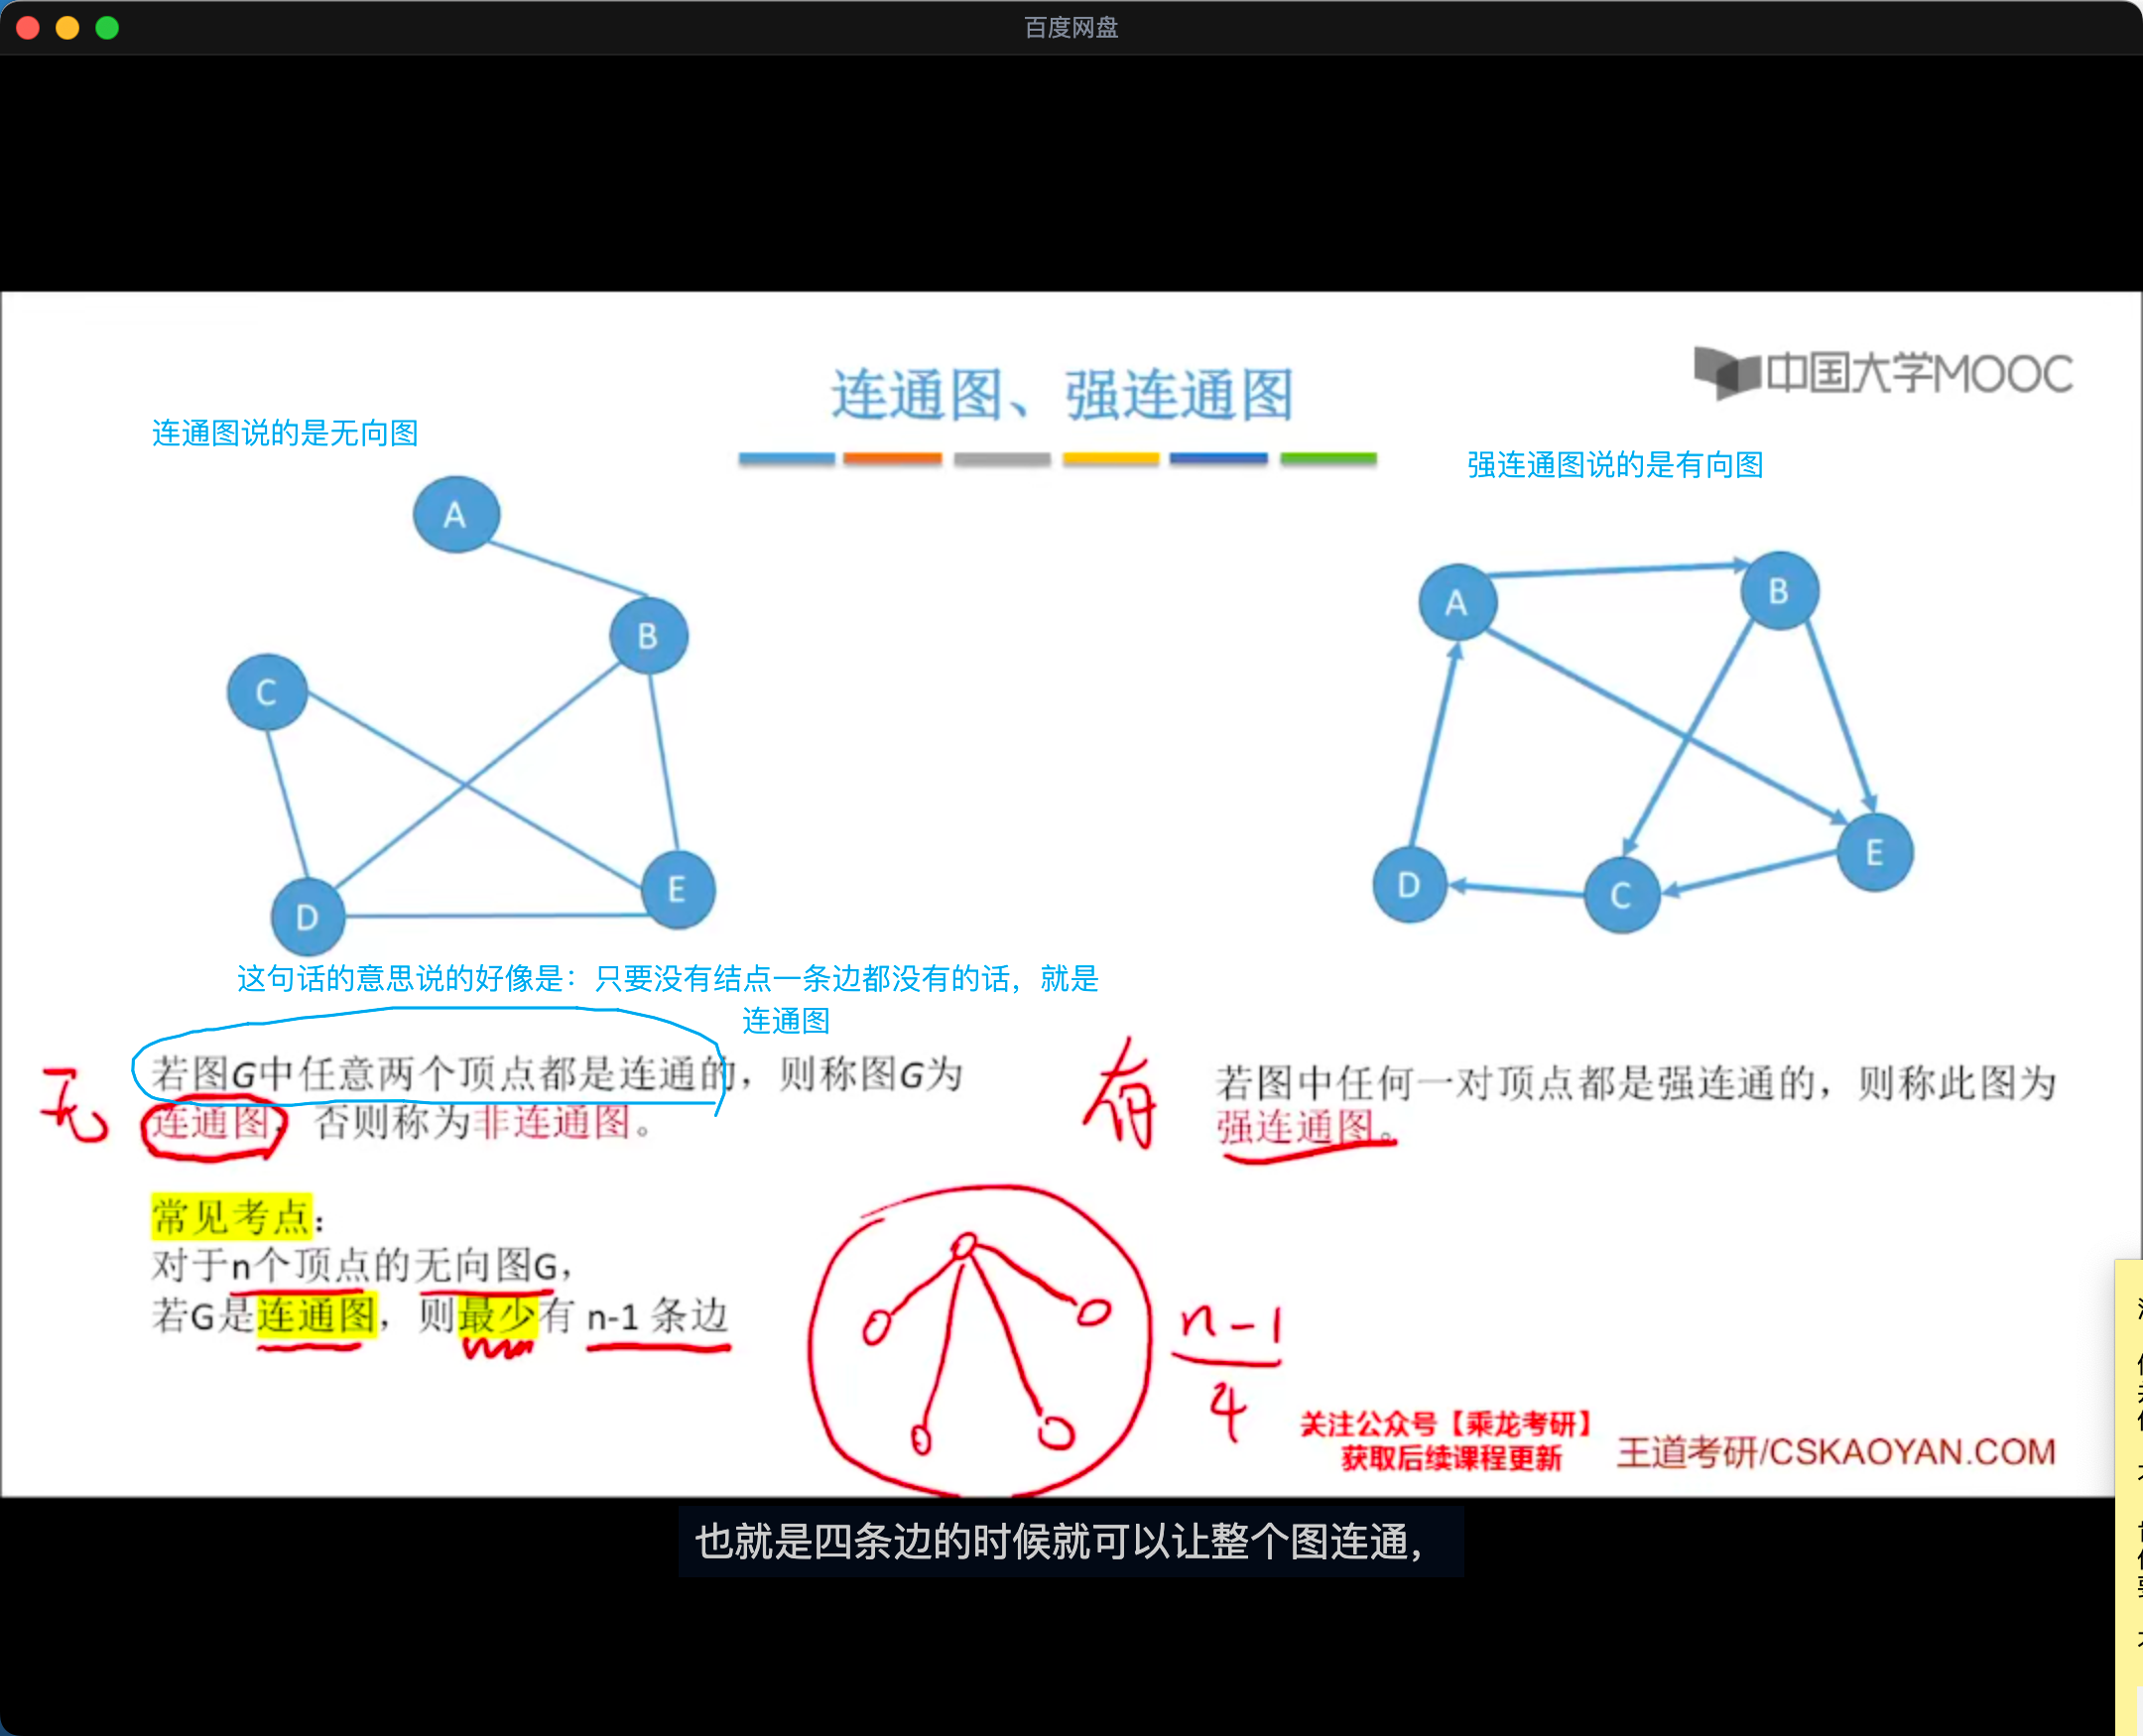 百度网盘
中国大学MOOC
连通图、强连通图
连通图说的是无向图
强连通图说的是有向图
A
B
C
D
E
A
B
C
D
E
这句话的意思说的好像是：只要没有结点一条边都没有的话，就是
连通图
无
若图G中任意两个顶点都是连通的，则称图G为
连通图，否则称为非连通图。
有
若图中任何一对顶点都是强连通的，则称此图为
强连通图。
常见考点：
对于n个顶点的无向图G，
若G是连通图，则最少有 n-1 条边
n-1
4
关注公众号【乘龙考研】
获取后续课程更新
王道考研/CSKAOYAN.COM
也就是四条边的时候就可以让整个图连通，